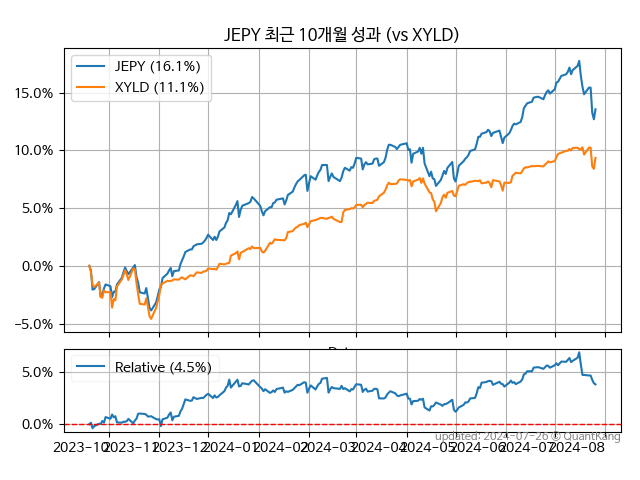 JEPY 최근 10개월 성과 (vs XYLD)
JEPY (16.1%)
XYLD (11.1%)
15.0%
10.0%
5.0%
0.0%
−5.0%
Relative (4.5%)
5.0%
0.0%
2023-10 2023-11 2023-12 2024-01 2024-02 2024-03 2024-04 2024-05 2024-06 2024-07 2024-08
updated: 2024-07-26 © QuantKang